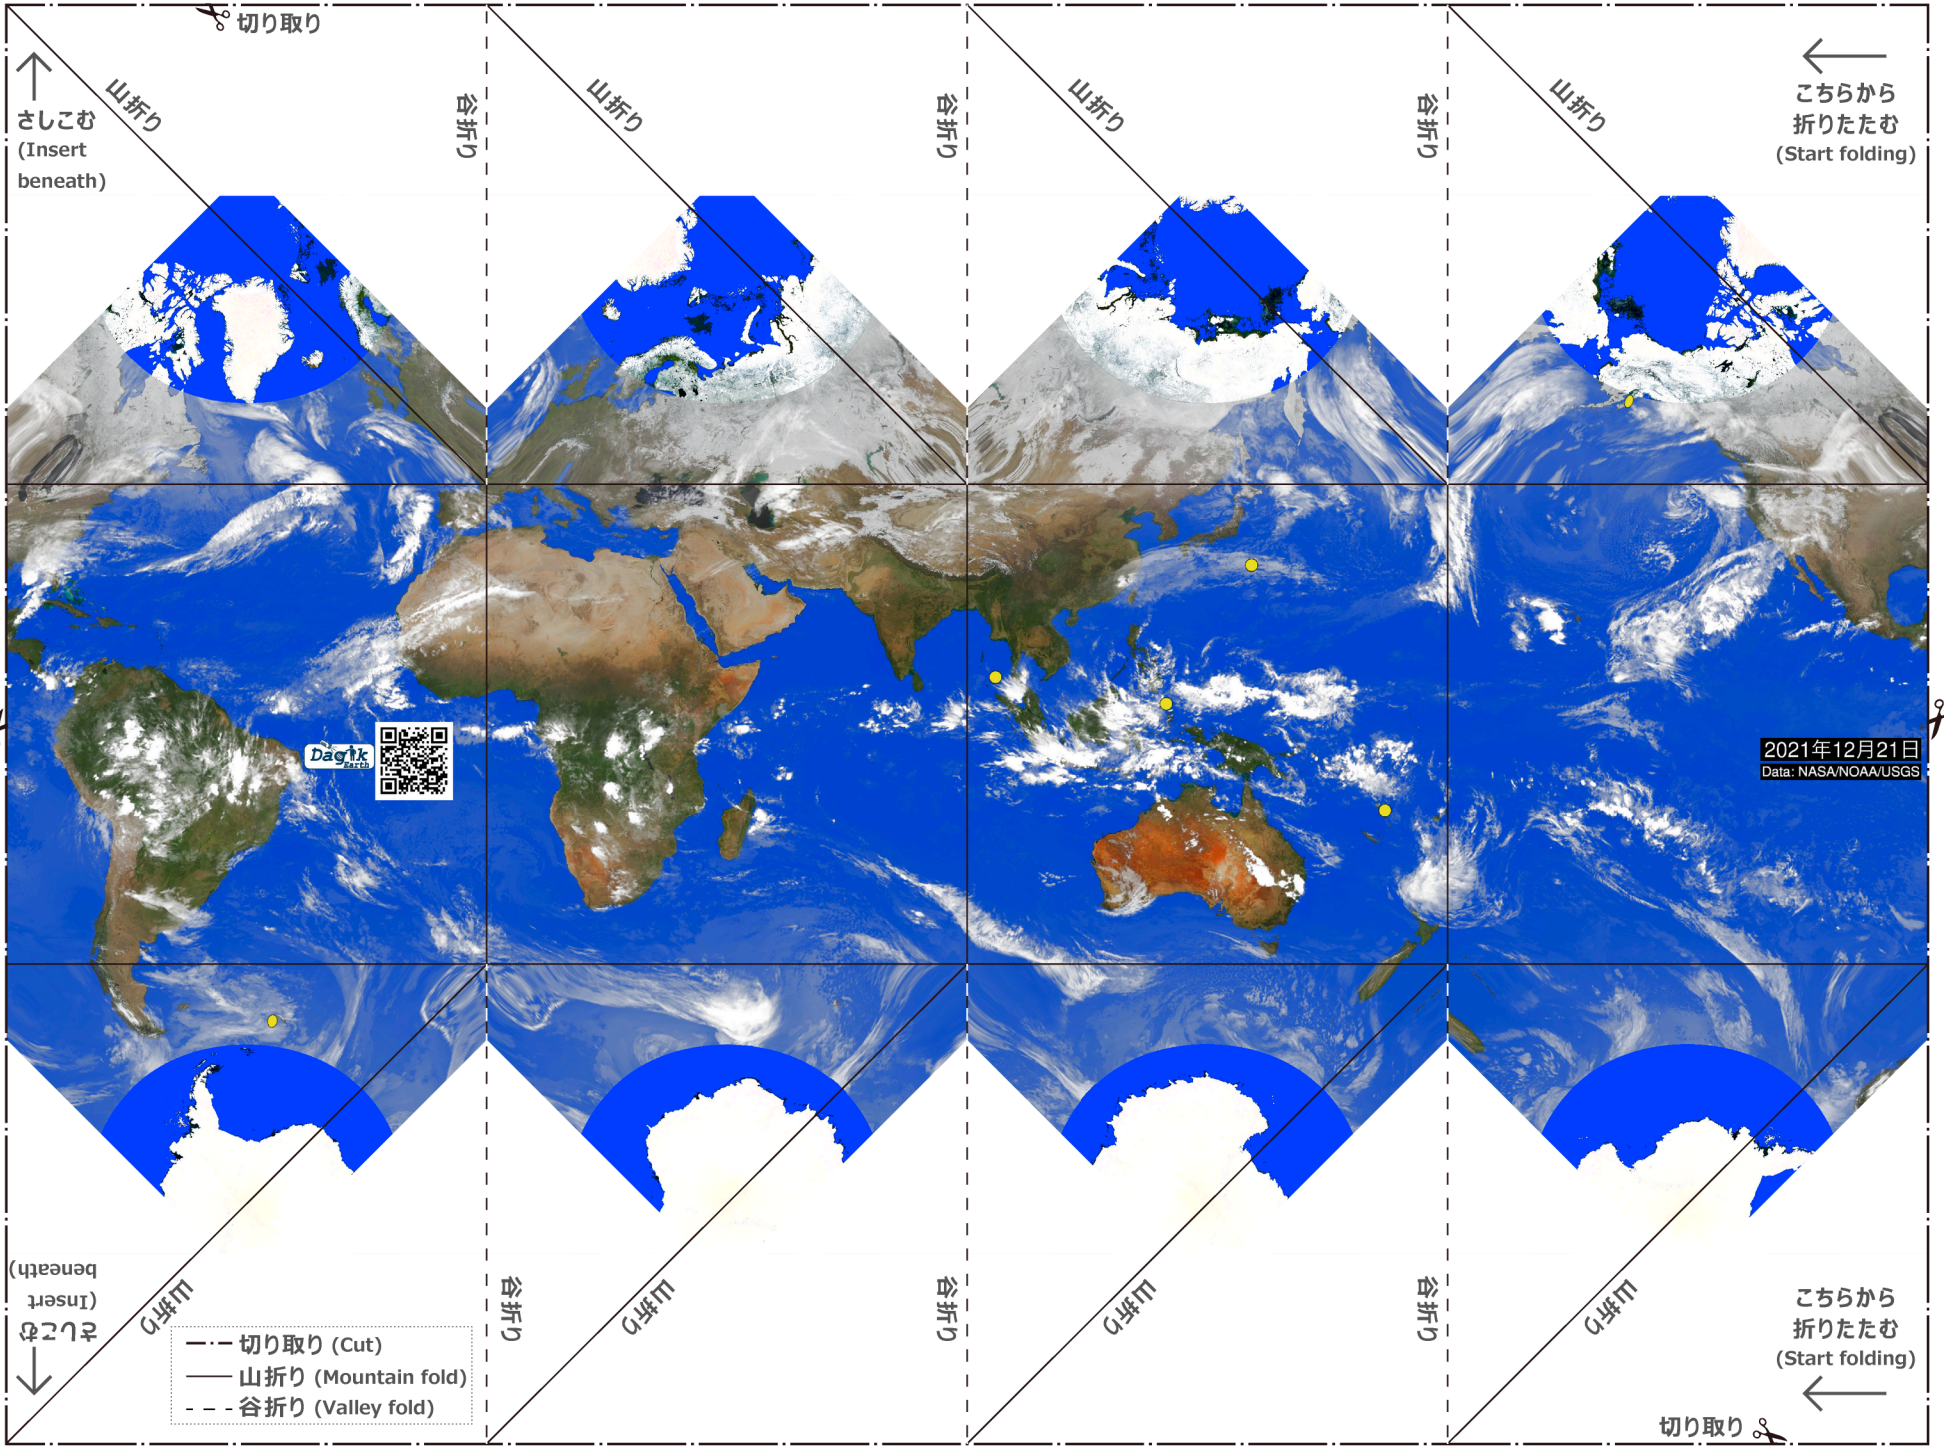 切り取り
さしこむ
(Insert
beneath)
山折り
谷折り
山折り
谷折り
山折り
谷折り
山折り
こちらから
折りたたむ
(Start folding)
Dagik
Earth
2021年12月21日
Data: NASA/NOAA/USGS
さしこむ
(Insert
beneath)
山折り
谷折り
山折り
谷折り
山折り
谷折り
山折り
こちらから
折りたたむ
(Start folding)
切り取り (Cut)
山折り (Mountain fold)
谷折り (Valley fold)
切り取り